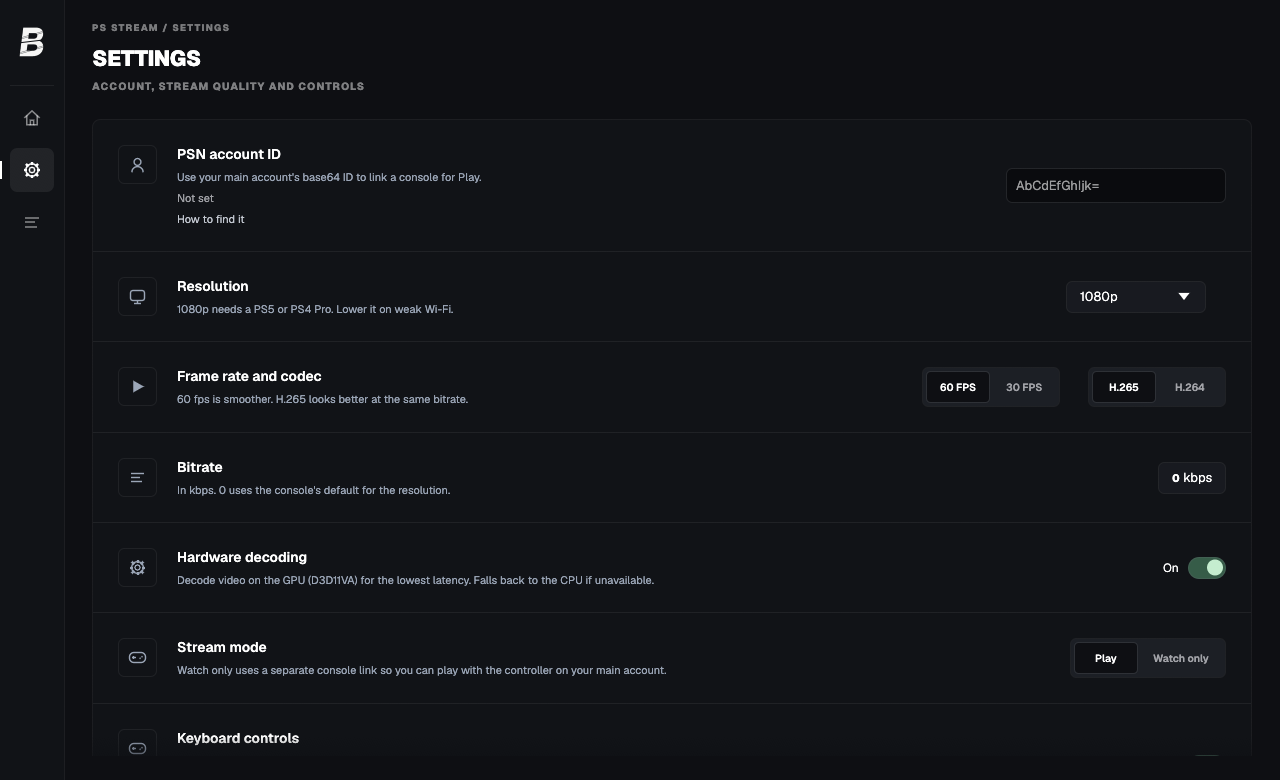 B
PS STREAM / SETTINGS
SETTINGS
ACCOUNT, STREAM QUALITY AND CONTROLS
PSN account ID
Use your main account's base64 ID to link a console for Play.
Not set
How to find it
AbCdEfGhIjk=
Resolution
1080p needs a PS5 or PS4 Pro. Lower it on weak Wi-Fi.
1080p
Frame rate and codec
60 fps is smoother. H.265 looks better at the same bitrate.
60 FPS 30 FPS H.265 H.264
Bitrate
In kbps. 0 uses the console's default for the resolution.
0 kbps
Hardware decoding
Decode video on the GPU (D3D11VA) for the lowest latency. Falls back to the CPU if unavailable.
On
Stream mode
Watch only uses a separate console link so you can play with the controller on your main account.
Play Watch only
Keyboard controls